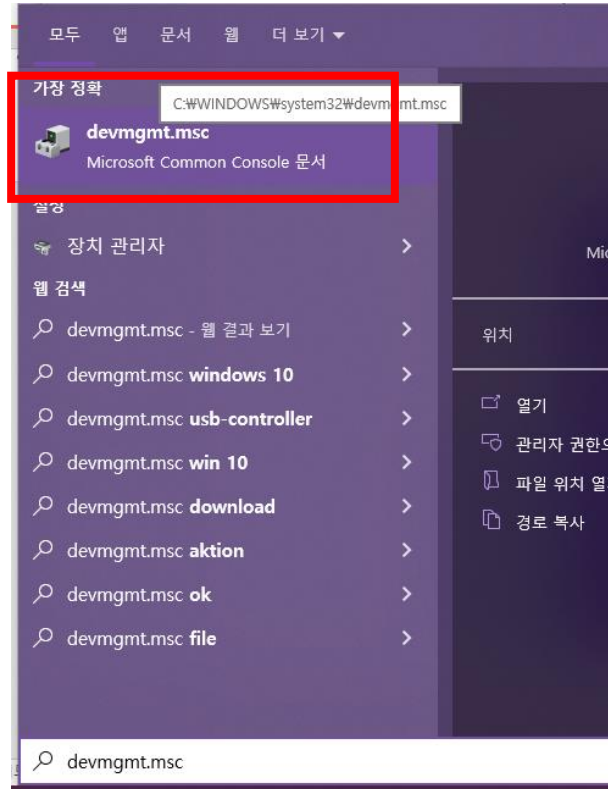 모두 앱 문서 웹 더 보기
가장 정확
C:₩WINDOWS₩system32₩devmgmt.msc
devmgmt.msc
Microsoft Common Console 문서
설정
장치 관리자
웹 검색
devmgmt.msc - 웹 결과 보기
devmgmt.msc windows 10
devmgmt.msc usb-controller
devmgmt.msc win 10
devmgmt.msc download
devmgmt.msc aktion
devmgmt.msc ok
devmgmt.msc file
Mic
위치
열기
관리자 권한으
파일 위치 열
경로 복사
devmgmt.msc